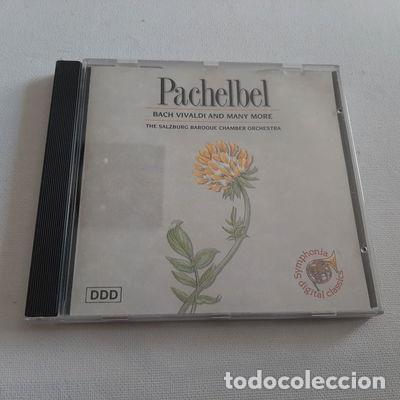 Pachelbel
BACH VIVALDI AND MANY MORE
THE SALZBURG BAROQUE CHAMBER ORCHESTRA
Symphonia
digital classics
DDD
todocoleccion